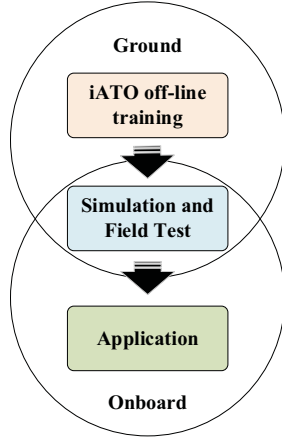 Ground
iATO off-line
training
Simulation and
Field Test
Application
Onboard